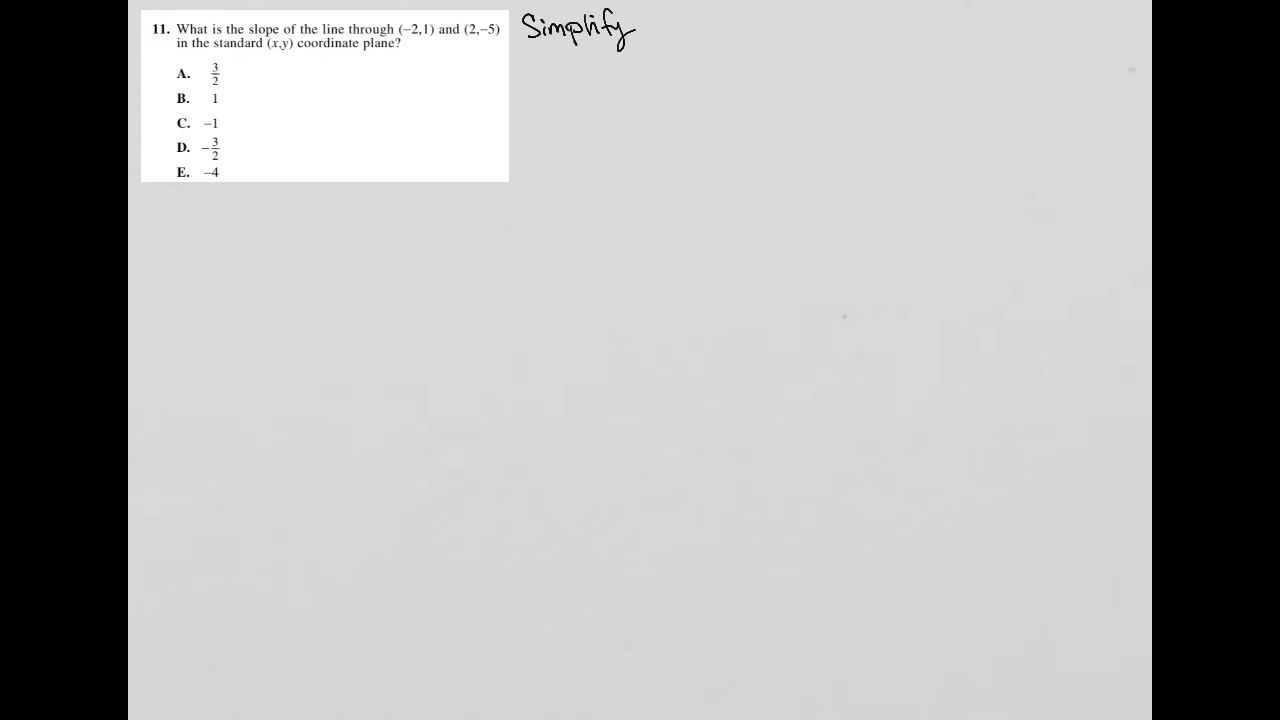 11. What is the slope of the line through (−2,1) and (2,−5) Simplify
in the standard (x,y) coordinate plane?
A. 3/2
B. 1
C. −1
D. −3/2
E. −4